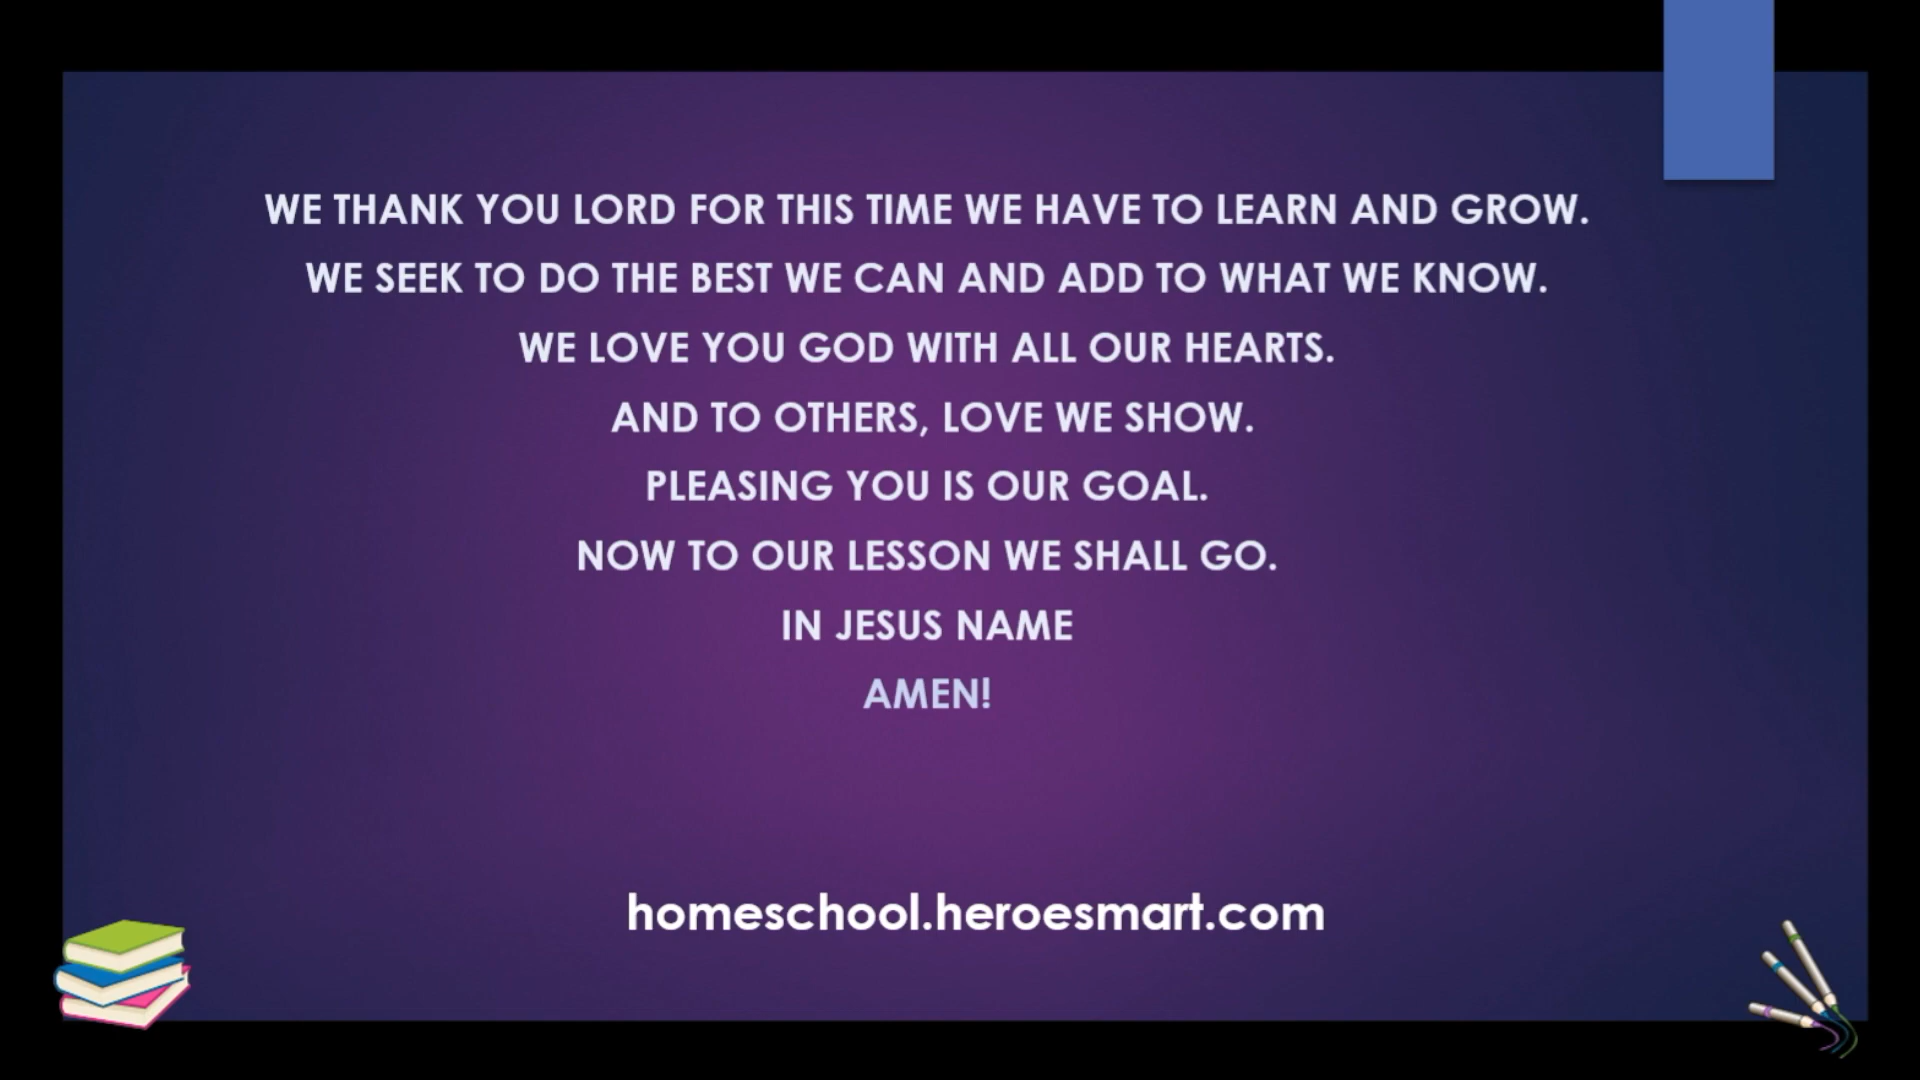 WE THANK YOU LORD FOR THIS TIME WE HAVE TO LEARN AND GROW.
WE SEEK TO DO THE BEST WE CAN AND ADD TO WHAT WE KNOW.
WE LOVE YOU GOD WITH ALL OUR HEARTS.
AND TO OTHERS, LOVE WE SHOW.
PLEASING YOU IS OUR GOAL.
NOW TO OUR LESSON WE SHALL GO.
IN JESUS NAME
AMEN!
homeschool.heroesmart.com